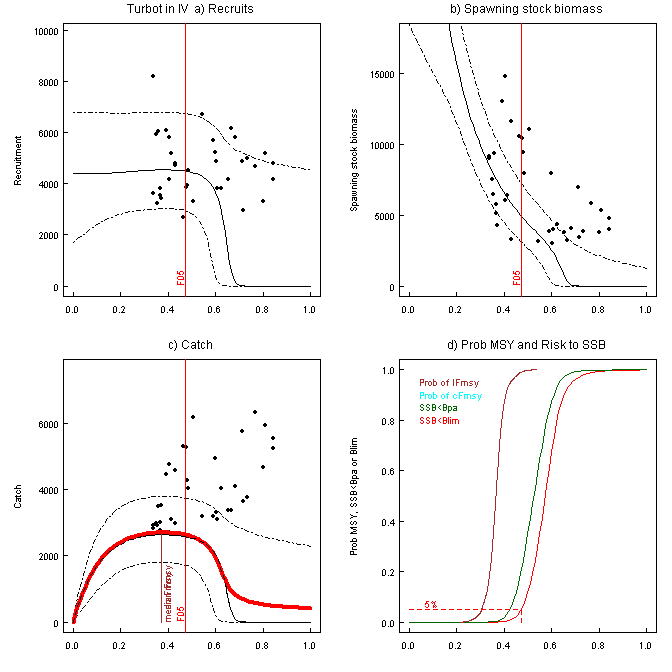 Turbot in IV a) Recruits
Recruitment
10000
8000
6000
4000
2000
0
F05
0.0 0.2 0.4 0.6 0.8 1.0
b) Spawning stock biomass
Spawning stock biomass
15000
10000
5000
0
F05
0.0 0.2 0.4 0.6 0.8 1.0
c) Catch
Catch
6000
4000
2000
0
F05
0.0 0.2 0.4 0.6 0.8 1.0
d) Prob MSY and Risk to SSB
Prob MSY, SSB<Bpa or Blim
1.0
0.8
0.6
0.4
0.2
0.0
Prob of lFmsy
Prob of cFmsy
SSB<Bpa
SSB<Blim
5%
0.0 0.2 0.4 0.6 0.8 1.0